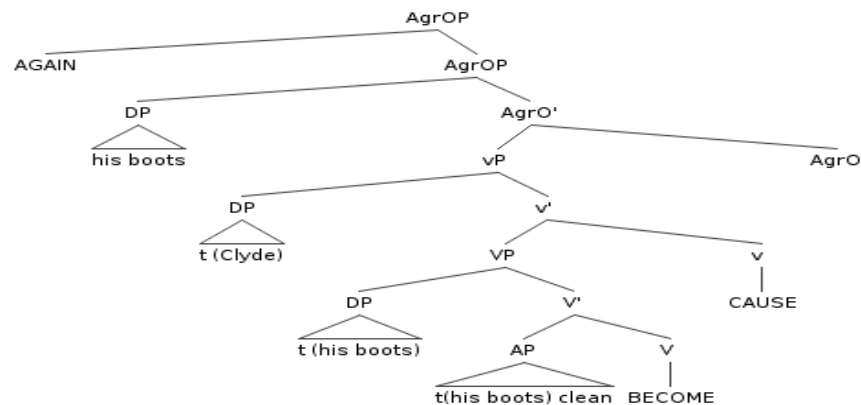 AgrOP
AGAIN AgrOP
DP AgrO'
his boots vP AgrO
DP v'
t (Clyde) VP v
DP V' CAUSE
t (his boots) AP V
t(his boots) clean BECOME